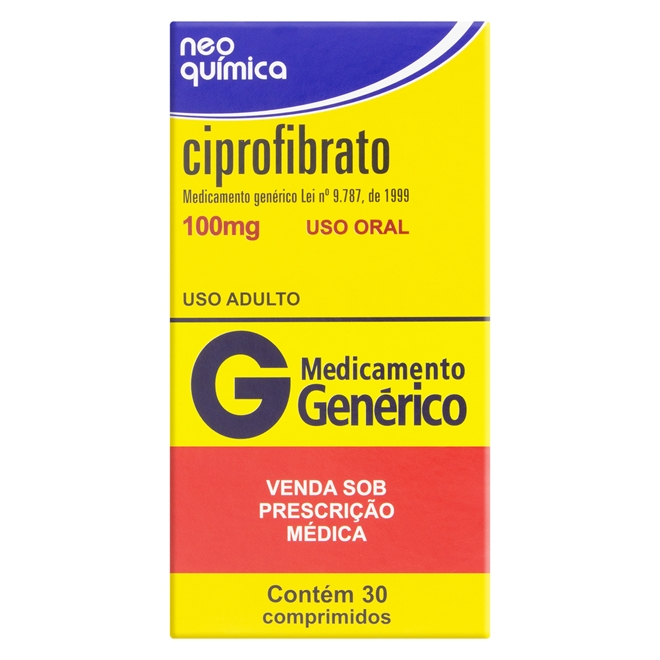 neo
química
ciprofibrato
Medicamento genérico Lei nº 9.787, de 1999
100mg USO ORAL
USO ADULTO
G Medicamento
Genérico
VENDA SOB
PRESCRIÇÃO
MÉDICA
Contém 30
comprimidos